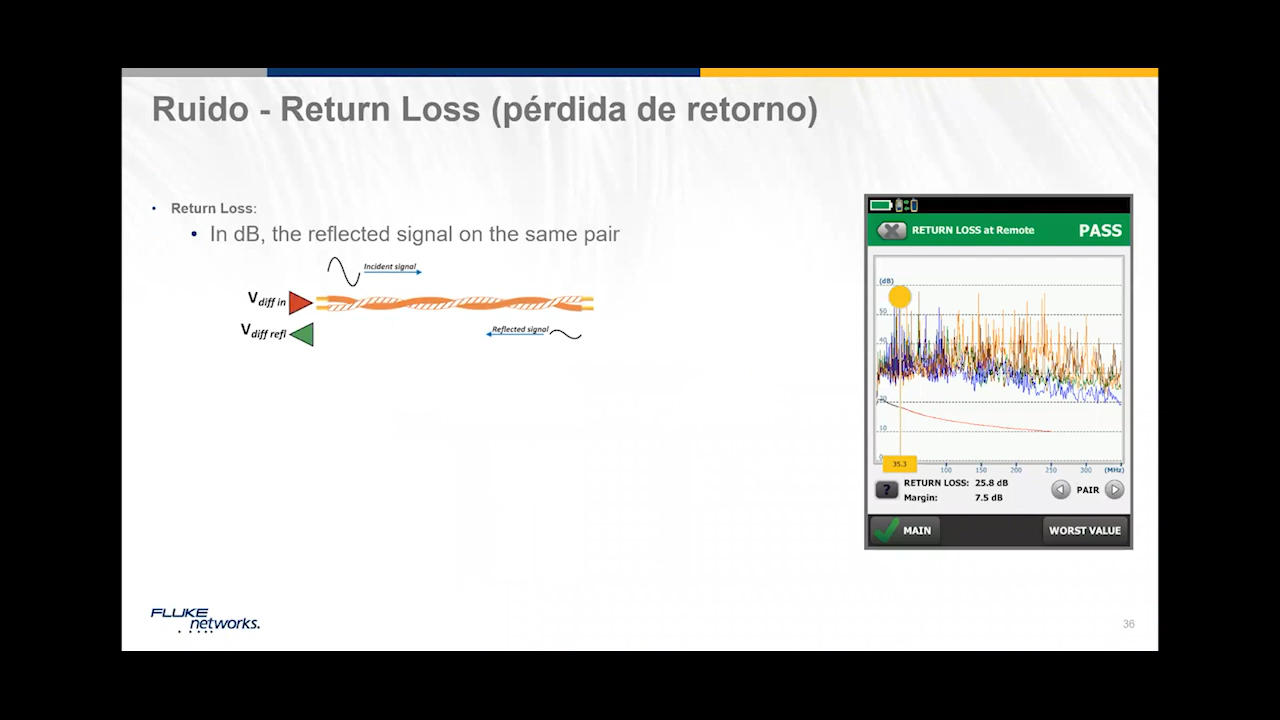 Ruido - Return Loss (pérdida de retorno)
• Return Loss:
• In dB, the reflected signal on the same pair
Incident signal
V diff in
V diff refl
Reflected signal
RETURN LOSS at Remote PASS
(dB)
50
40
20
10
0
35.3
100 150 200 250 300 (MHz)
RETURN LOSS: 25.8 dB
Margin: 7.5 dB
? PAIR
MAIN WORST VALUE
FLUKE
networks.
36